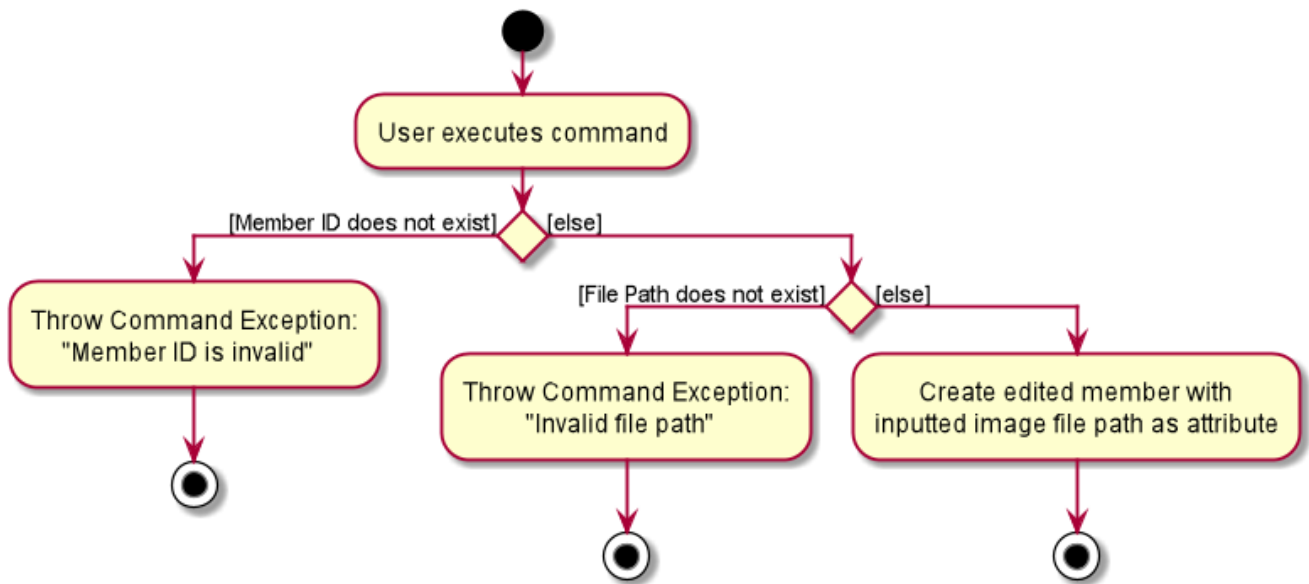 User executes command
[Member ID does not exist]
[else]
Throw Command Exception:
"Member ID is invalid"
[File Path does not exist]
[else]
Throw Command Exception:
"Invalid file path"
Create edited member with
inputted image file path as attribute